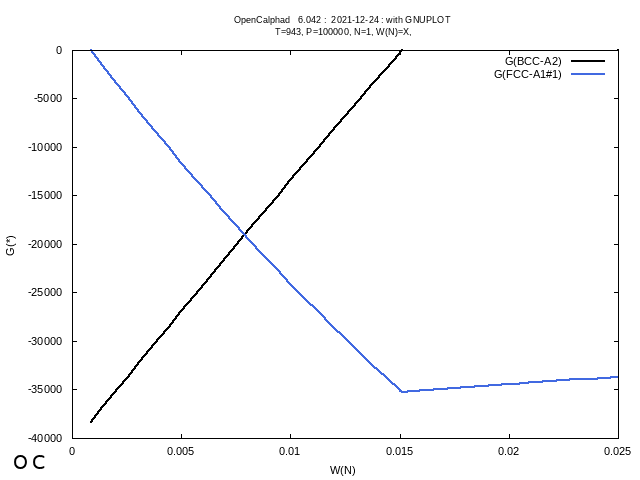 OpenCalphad 6.042 : 2021-12-24 : with GNUPLOT
T=943, P=100000, N=1, W(N)=X,
G(BCC-A2)
G(FCC-A1#1)
0
-5000
-10000
-15000
-20000
-25000
-30000
-35000
-40000
G(*)
0 0.005 0.01 0.015 0.02 0.025
W(N)
O C